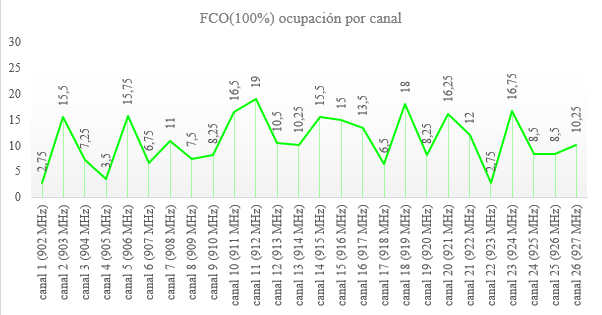 FCO(100%) ocupación por canal
30
25
20
15
10
5
0
2,75
15,5
7,25
3,5
15,75
6,75
11
7,5
8,25
16,5
19
10,5
10,25
15,5
15
13,5
6,5
18
8,25
16,25
12
2,75
16,75
8,5
8,5
10,25
canal 1 (902 MHz)
canal 2 (903 MHz)
canal 3 (904 MHz)
canal 4 (905 MHz)
canal 5 (906 MHz)
canal 6 (907 MHz)
canal 7 (908 MHz)
canal 8 (909 MHz)
canal 9 (910 MHz)
canal 10 (911 MHz)
canal 11 (912 MHz)
canal 12 (913 MHz)
canal 13 (914 MHz)
canal 14 (915 MHz)
canal 15 (916 MHz)
canal 16 (917 MHz)
canal 17 (918 MHz)
canal 18 (919 MHz)
canal 19 (920 MHz)
canal 20 (921 MHz)
canal 21 (922 MHz)
canal 22 (923 MHz)
canal 23 (924 MHz)
canal 24 (925 MHz)
canal 25 (926 MHz)
canal 26 (927 MHz)